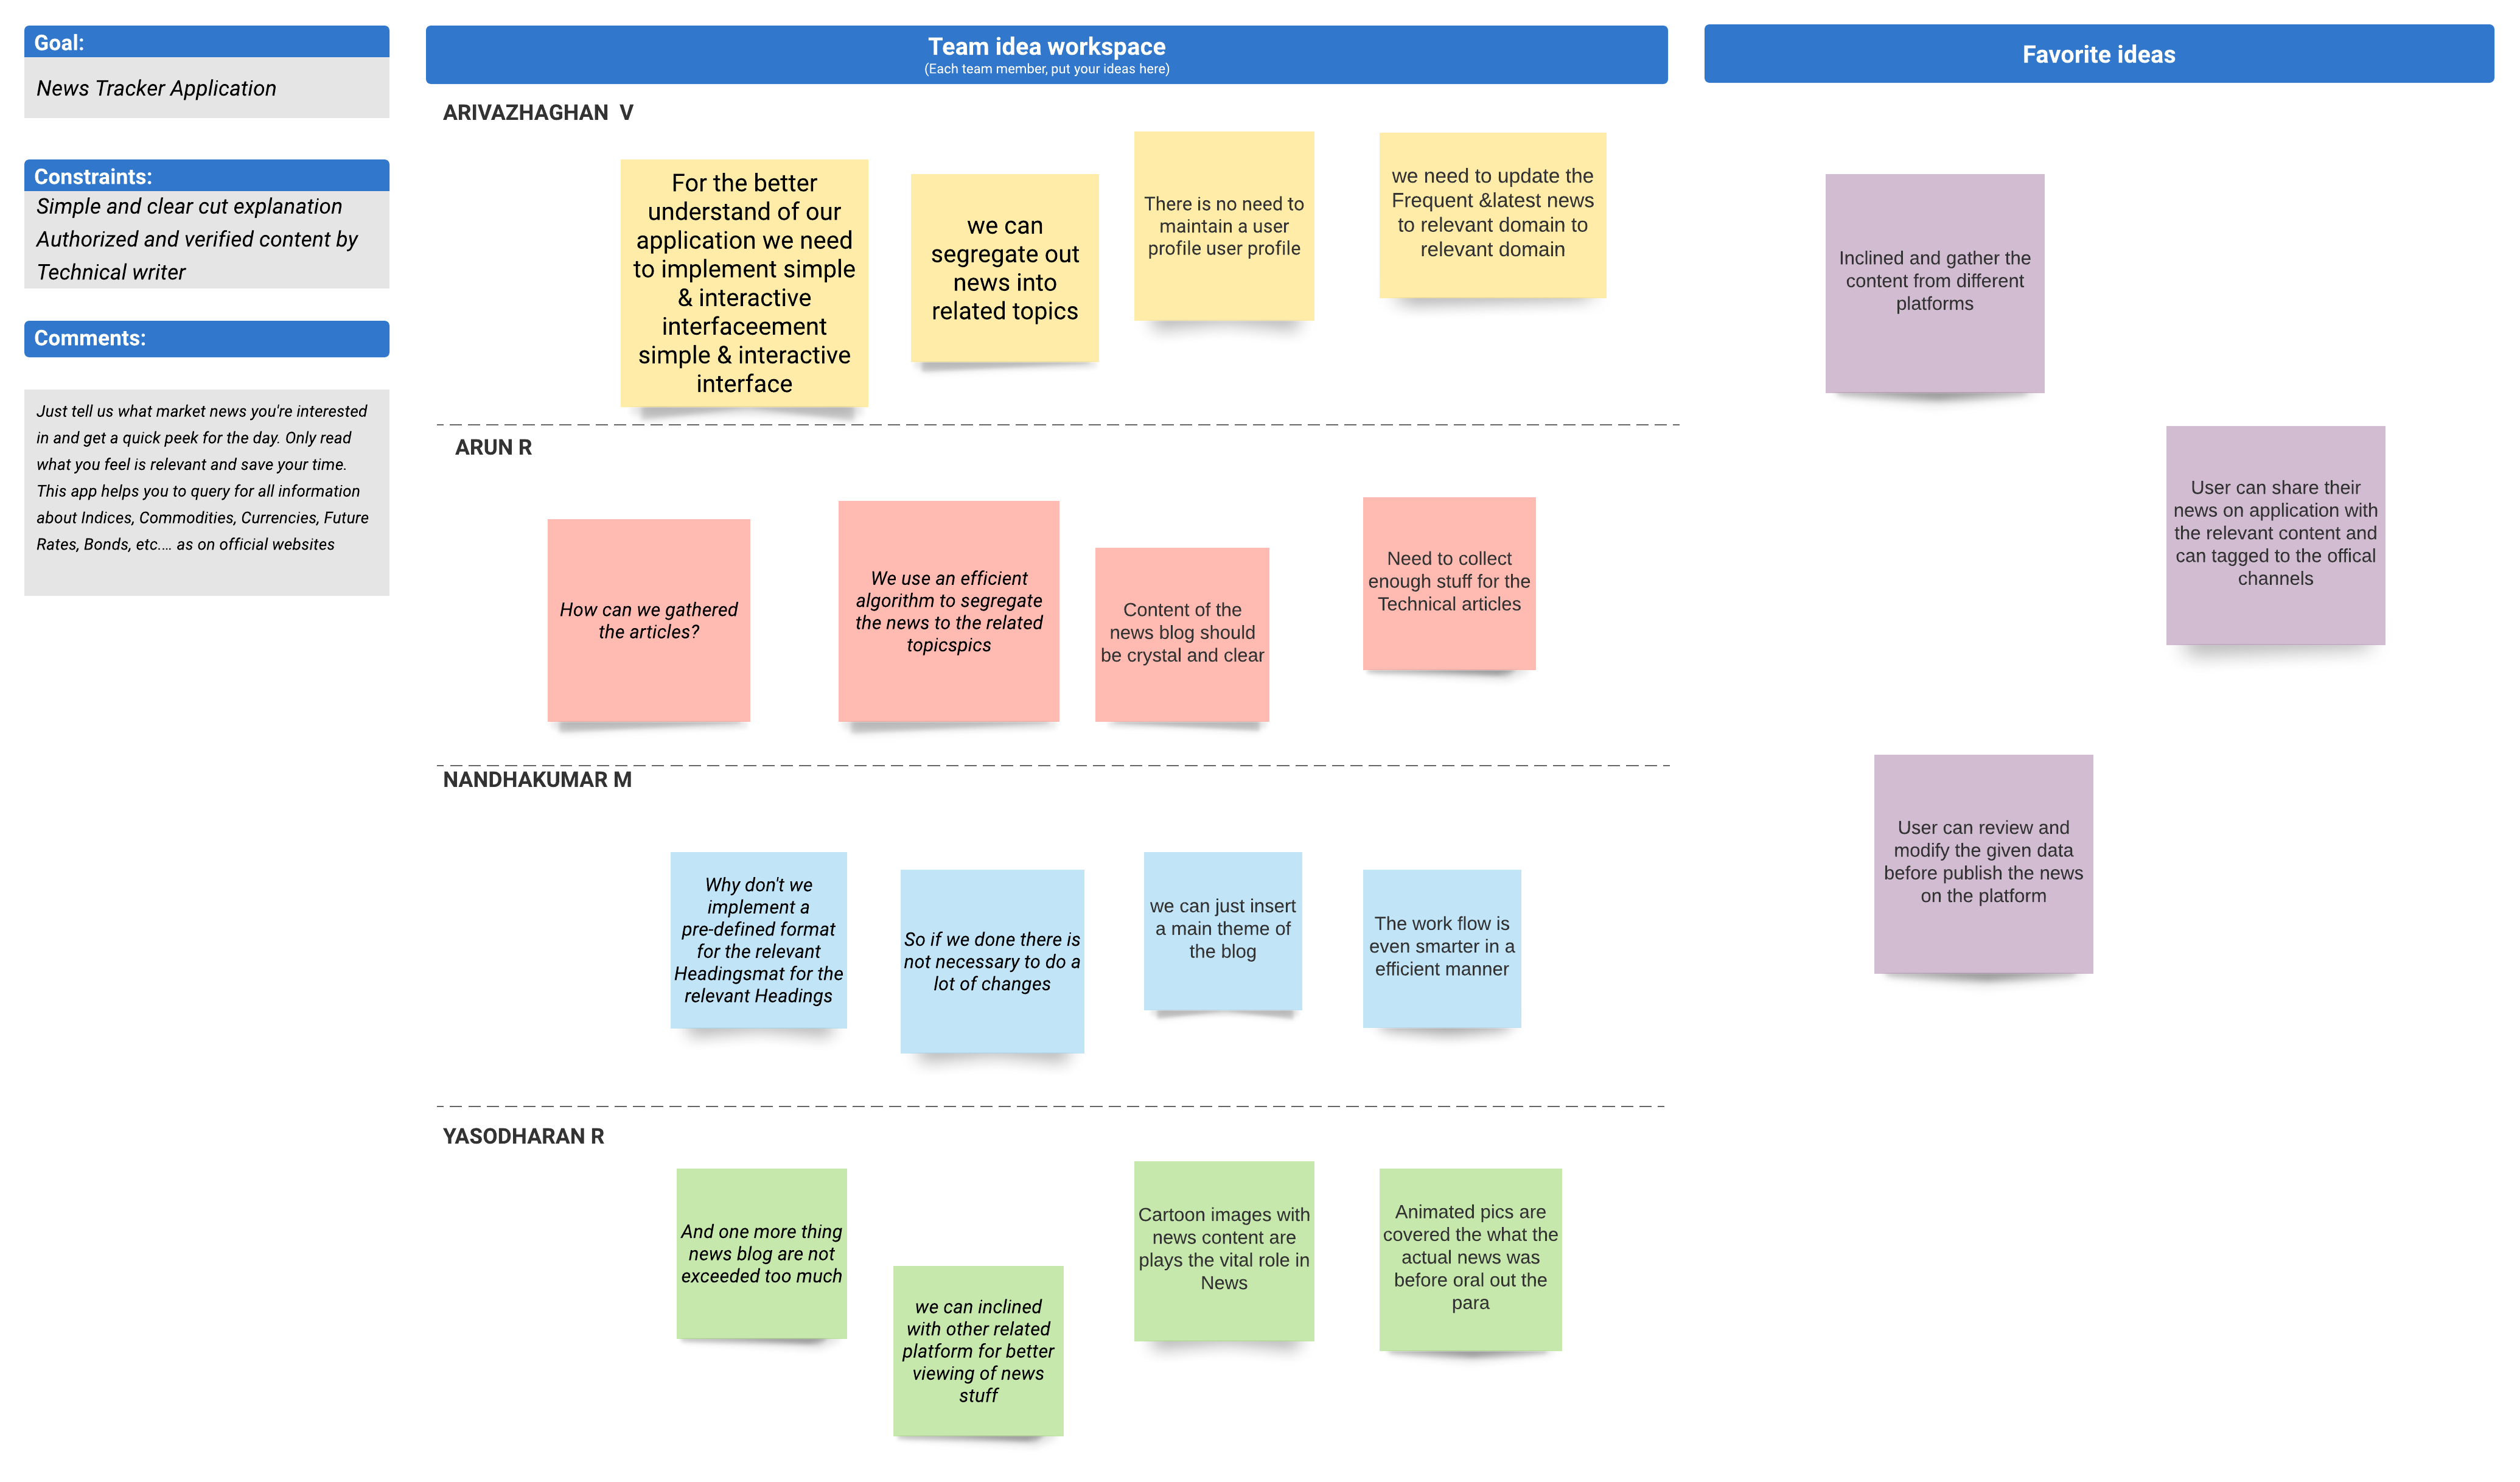 Goal:
News Tracker Application
Constraints:
Simple and clear cut explanation
Authorized and verified content by
Technical writer
Comments:
Just tell us what market news you're interested
in and get a quick peek for the day. Only read
what you feel is relevant and save your time.
This app helps you to query for all information
about Indices, Commodities, Currencies, Future
Rates, Bonds, etc.... as on official websites
Team idea workspace
(Each team member, put your ideas here)
ARIVAZHAGHAN V
For the better
understand of our
application we need
to implement simple
& interactive
interfaceement
simple & interactive
interface
we can
segregate out
news into
related topics
There is no need to
maintain a user
profile user profile
we need to update the
Frequent &latest news
to relevant domain to
relevant domain
ARUN R
How can we gathered
the articles?
We use an efficient
algorithm to segregate
the news to the related
topicspics
Content of the
news blog should
be crystal and clear
Need to collect
enough stuff for the
Technical articles
NANDHAKUMAR M
Why don't we
implement a
pre-defined format
for the relevant
Headingsmat for the
relevant Headings
So if we done there is
not necessary to do a
lot of changes
we can just insert
a main theme of
the blog
The work flow is
even smarter in a
efficient manner
YASODHARAN R
And one more thing
news blog are not
exceeded too much
we can inclined
with other related
platform for better
viewing of news
stuff
Cartoon images with
news content are
plays the vital role in
News
Animated pics are
covered the what the
actual news was
before oral out the
para
Favorite ideas
Inclined and gather the
content from different
platforms
User can share their
news on application with
the relevant content and
can tagged to the offical
channels
User can review and
modify the given data
before publish the news
on the platform